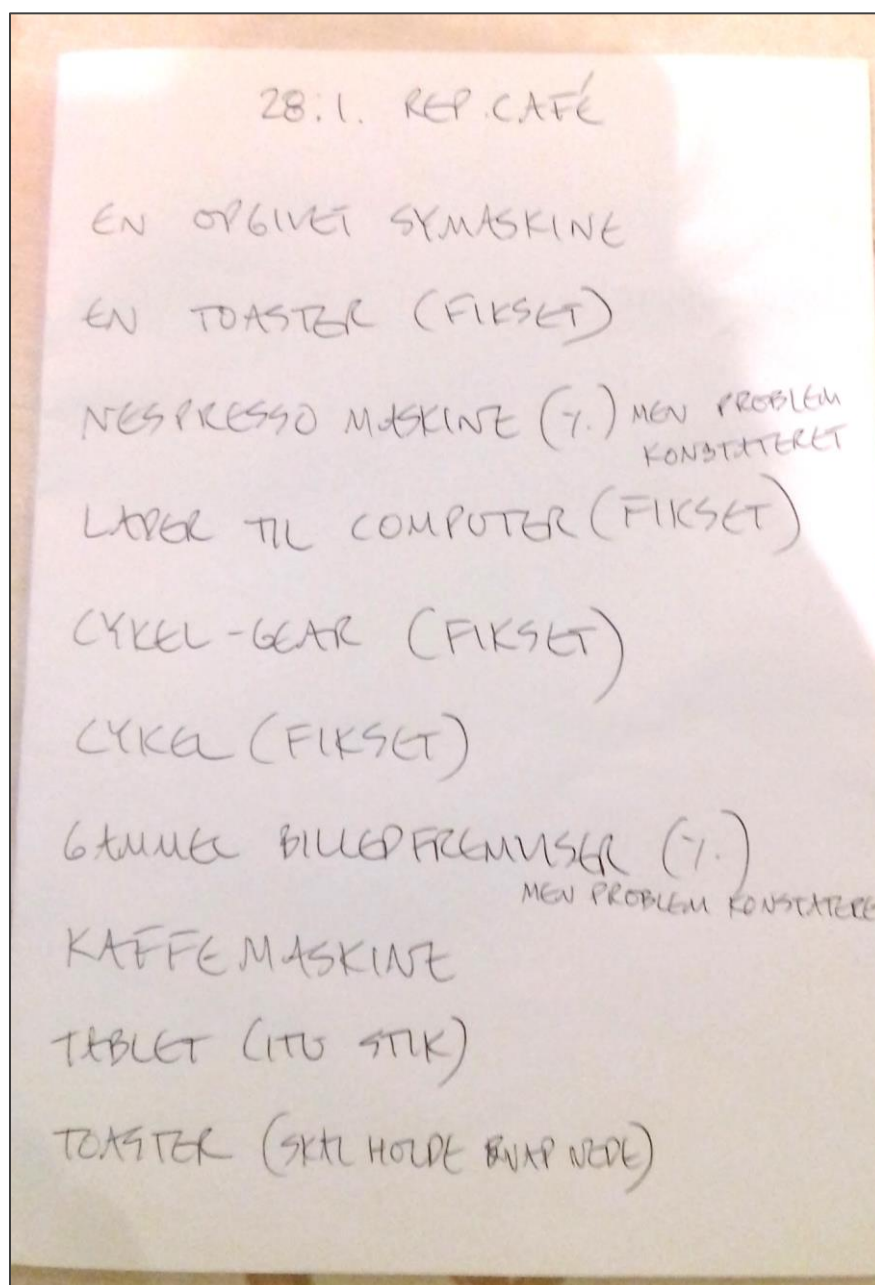 28.1. REP. CAFÉ
EN OPGIVET SYMASKINE
EN TOASTER (FIKSET)
NESPRESSO MASKINE (%) MEN PROBLEM
KONSTATERET
LADER TIL COMPUTER (FIKSET)
CYKEL-GEAR (FIKSET)
CYKEL (FIKSET)
GAMMEL BILLEDFREMVISER (%)
MEN PROBLEM KONSTATERE
KAFFEMASKINE
TABLET (ITU STIK)
TOASTER (SKAL HOLDE KNAP NEDE)